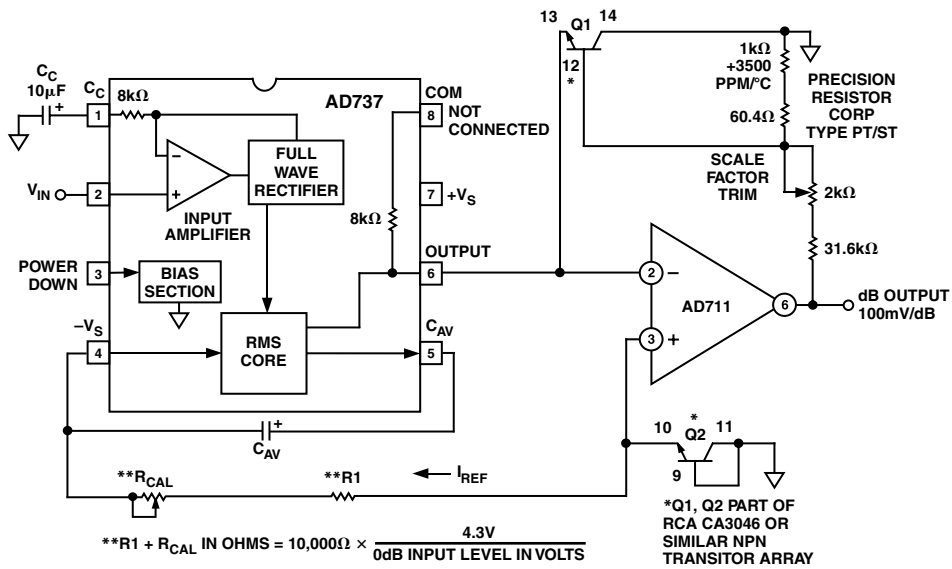 13
Q1
14
12
*
1kΩ
+3500
PPM/°C
60.4Ω
PRECISION
RESISTOR
CORP
TYPE PT/ST
SCALE
FACTOR
TRIM
2kΩ
31.6kΩ
CC
10µF
+
CC
1
8kΩ
AD737
COM
8
NOT
CONNECTED
FULL
WAVE
RECTIFIER
–
+
INPUT
AMPLIFIER
VIN
2
7
+VS
8kΩ
OUTPUT
6
POWER
DOWN
3
BIAS
SECTION
–VS
4
RMS
CORE
CAV
5
2
–
AD711
6
3
+
dB OUTPUT
100mV/dB
+
CAV
**RCAL
**R1
IREF
*
10
Q2
11
9
*Q1, Q2 PART OF
RCA CA3046 OR
SIMILAR NPN
TRANSITOR ARRAY
**R1 + RCAL IN OHMS = 10,000Ω × 4.3V
0dB INPUT LEVEL IN VOLTS